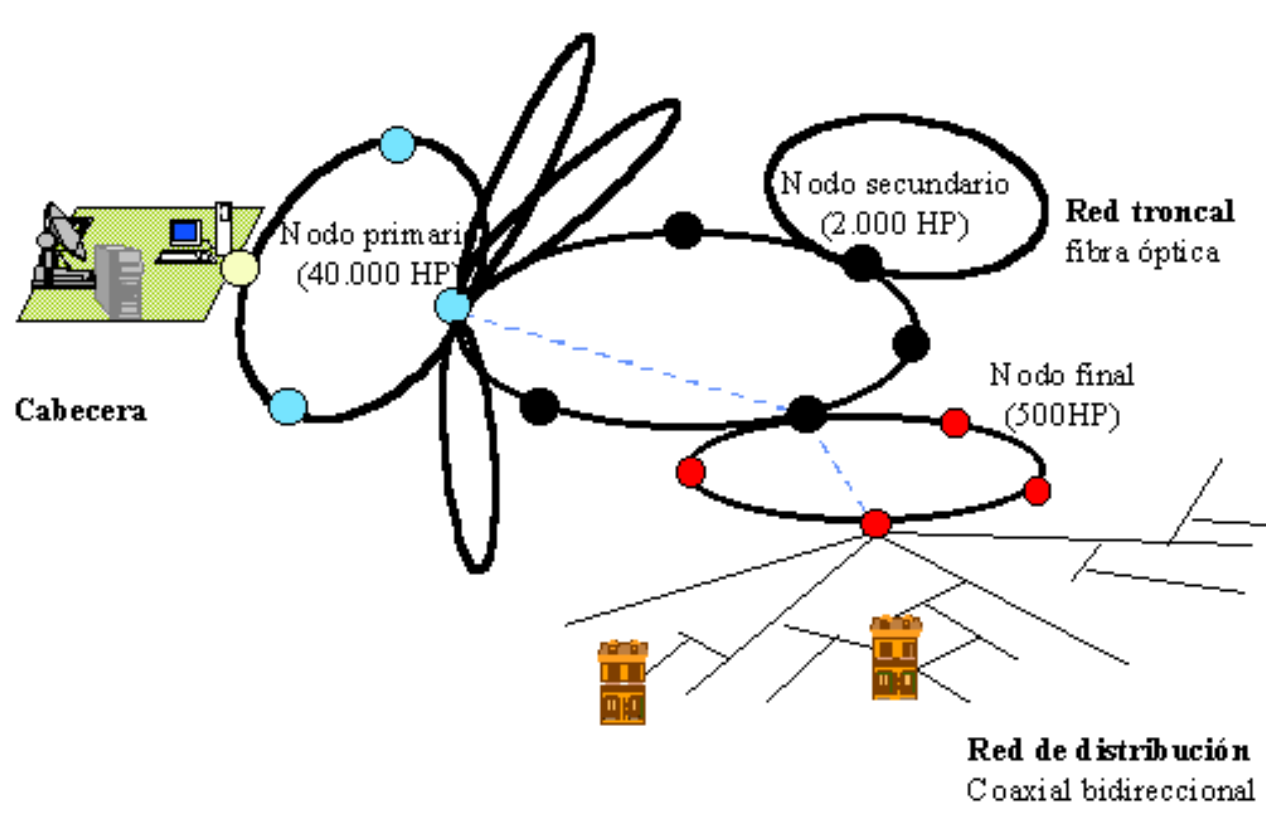 Nodo primario
(40.000 HP)
Nodo secundario
(2.000 HP)
Red troncal
fibra óptica
Cabecera
Nodo final
(500HP)
Red de distribución
Coaxial bidireccional